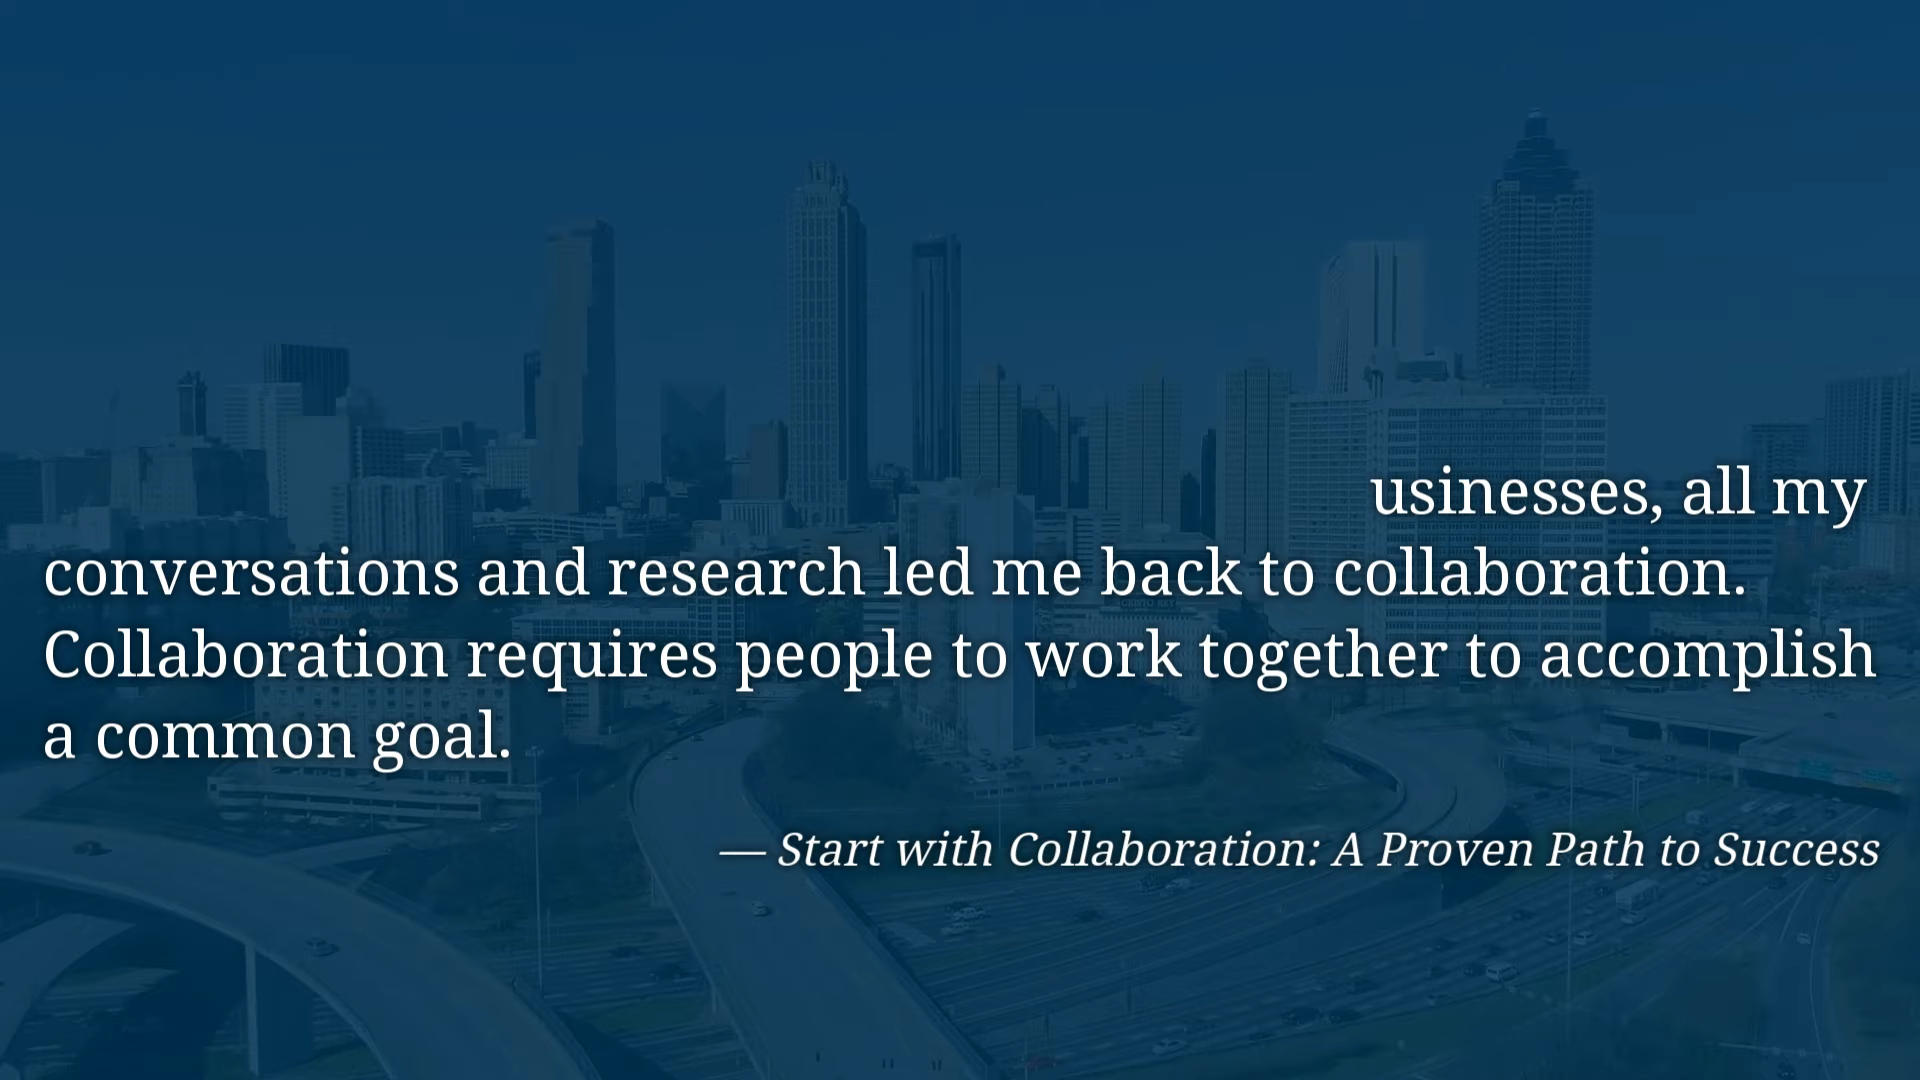 usinesses, all my
conversations and research led me back to collaboration.
Collaboration requires people to work together to accomplish
a common goal.
— Start with Collaboration: A Proven Path to Success